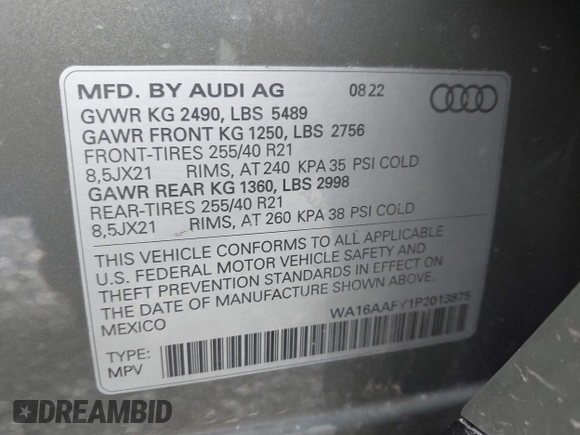 MFD. BY AUDI AG 08 22
GVWR KG 2490, LBS 5489
GAWR FRONT KG 1250, LBS 2756
FRONT-TIRES 255/40 R21
8,5JX21 RIMS, AT 240 KPA 35 PSI COLD
GAWR REAR KG 1360, LBS 2998
REAR-TIRES 255/40 R21
8,5JX21 RIMS, AT 260 KPA 38 PSI COLD
THIS VEHICLE CONFORMS TO ALL APPLICABLE
U.S. FEDERAL MOTOR VEHICLE SAFETY AND
THEFT PREVENTION STANDARDS IN EFFECT ON
THE DATE OF MANUFACTURE SHOWN ABOVE.
MEXICO
WA16AAFY1P2013875
TYPE:
MPV
DREAMBID